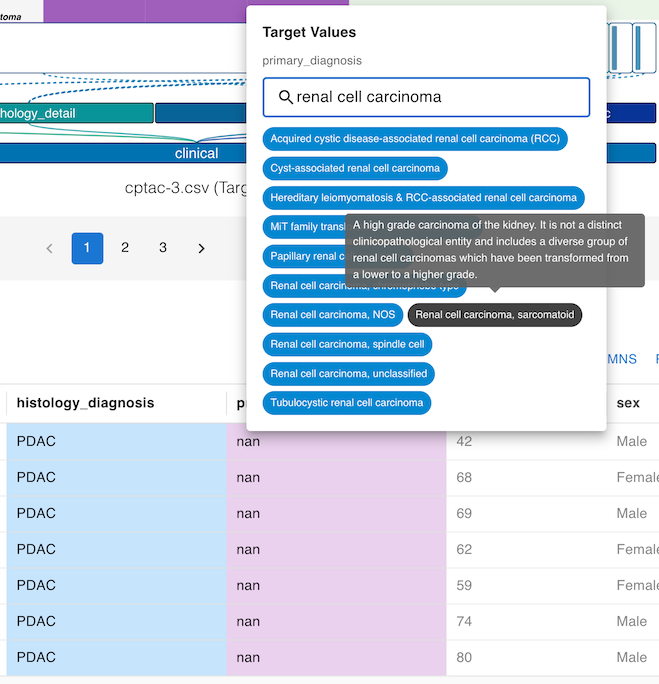 toma
Target Values
primary_diagnosis
renal cell carcinoma
hology_detail
c
Acquired cystic disease-associated renal cell carcinoma (RCC)
clinical
Cyst-associated renal cell carcinoma
cptac-3.csv (Targ
Hereditary leiomyomatosis & RCC-associated renal cell carcinoma
MiT family transl
A high grade carcinoma of the kidney. It is not a distinct
clinicopathological entity and includes a diverse group of
renal cell carcinomas which have been transformed from
a lower to a higher grade.
1 2 3
Papillary renal c
Renal cell carcinoma, chromophobe type
Renal cell carcinoma, NOS Renal cell carcinoma, sarcomatoid
Renal cell carcinoma, spindle cell
MNS
Renal cell carcinoma, unclassified
Tubulocystic renal cell carcinoma
histology_diagnosis sex
PDAC nan 42 Male
PDAC nan 68 Female
PDAC nan 69 Male
PDAC nan 62 Female
PDAC nan 59 Female
PDAC nan 74 Male
PDAC nan 80 Male